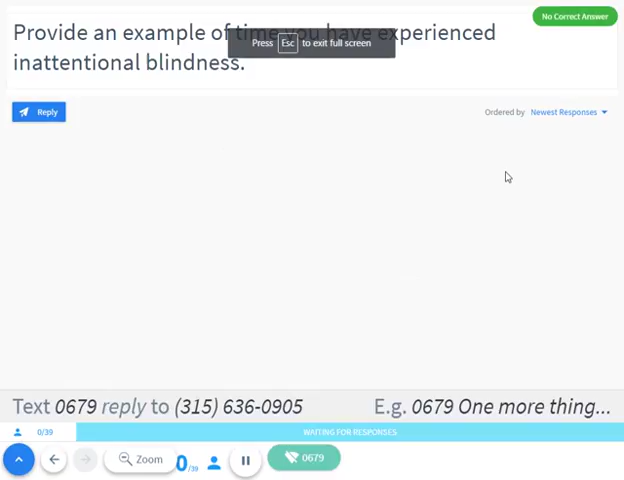 No Correct Answer
Provide an example of time you have experienced
inattentional blindness.
Press Esc to exit full screen
Reply
Ordered by Newest Responses
Text 0679 reply to (315) 636-0905
E.g. 0679 One more thing...
0/39
WAITING FOR RESPONSES
Zoom
0/39
0679